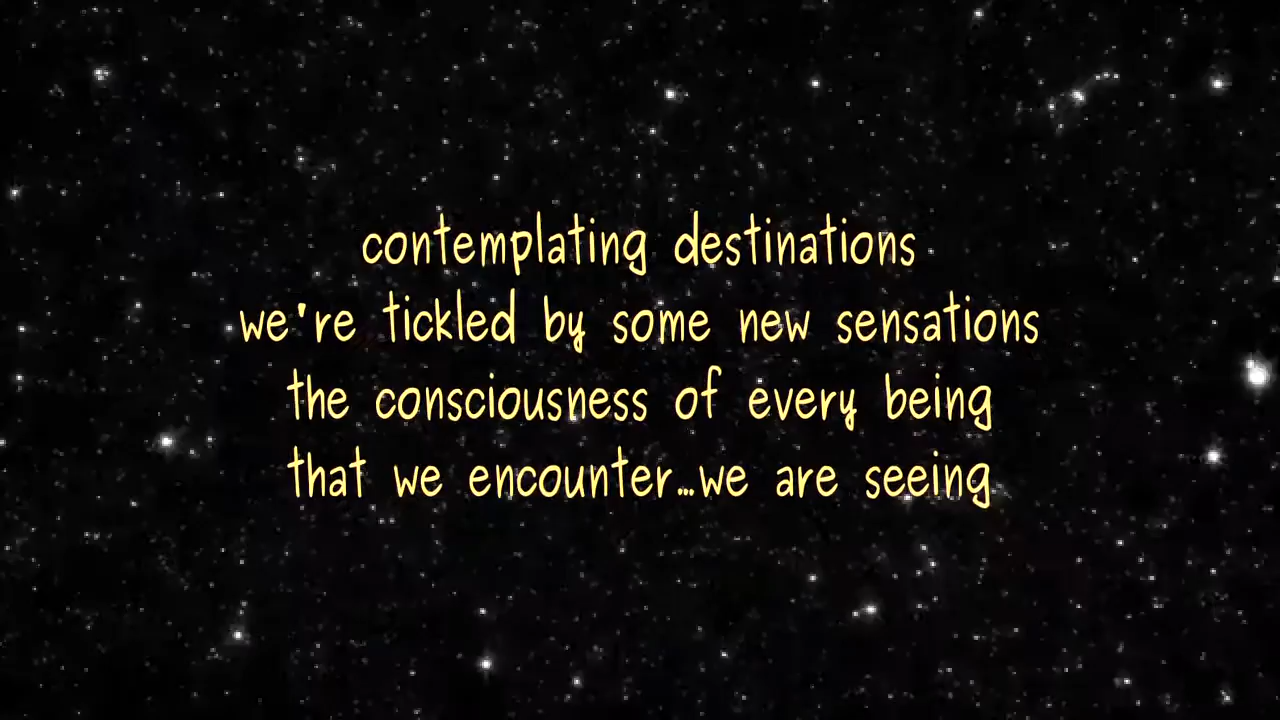 contemplating destinations
we're tickled by some new sensations
the consciousness of every being
that we encounter...we are seeing